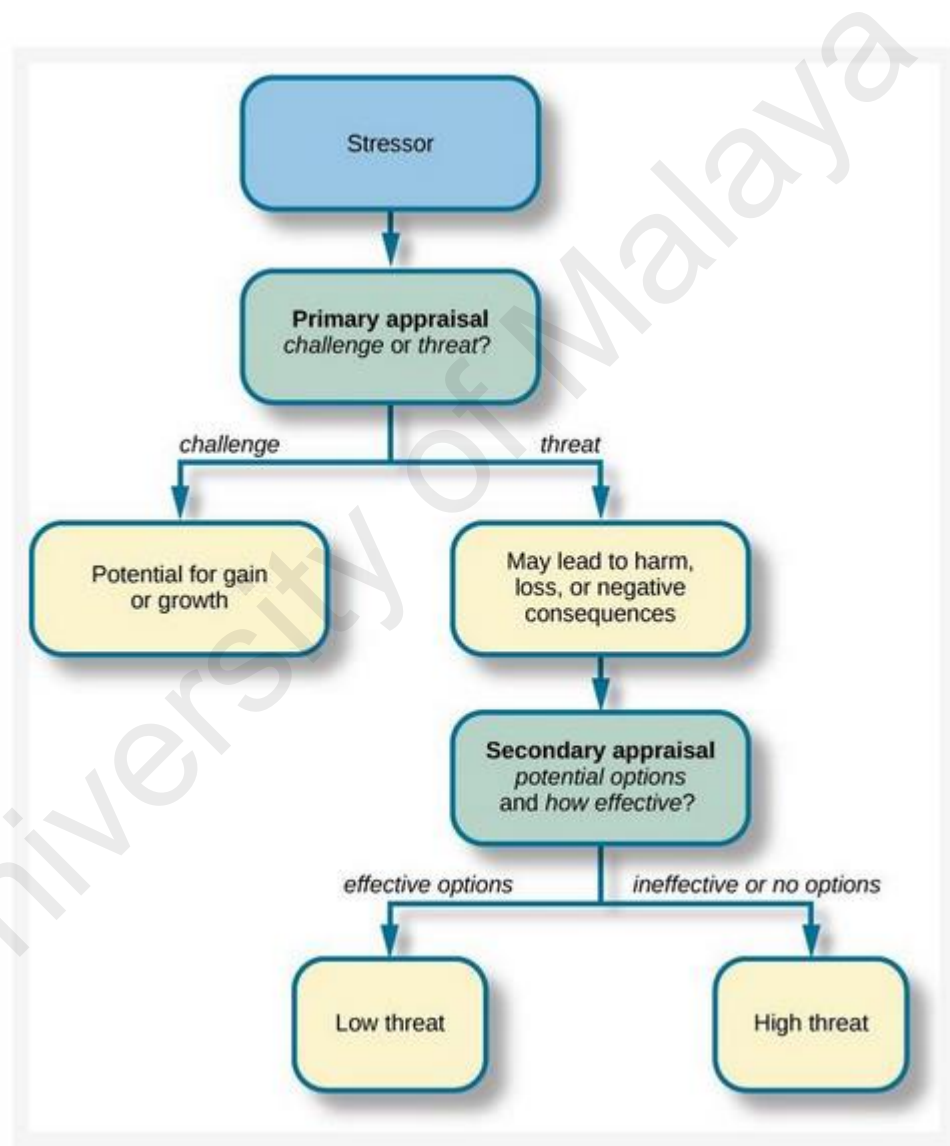 Stressor
Primary appraisal
challenge or threat?
challenge
threat
Potential for gain
or growth
May lead to harm,
loss, or negative
consequences
Secondary appraisal
potential options
and how effective?
effective options
ineffective or no options
Low threat
High threat
University of Malaya